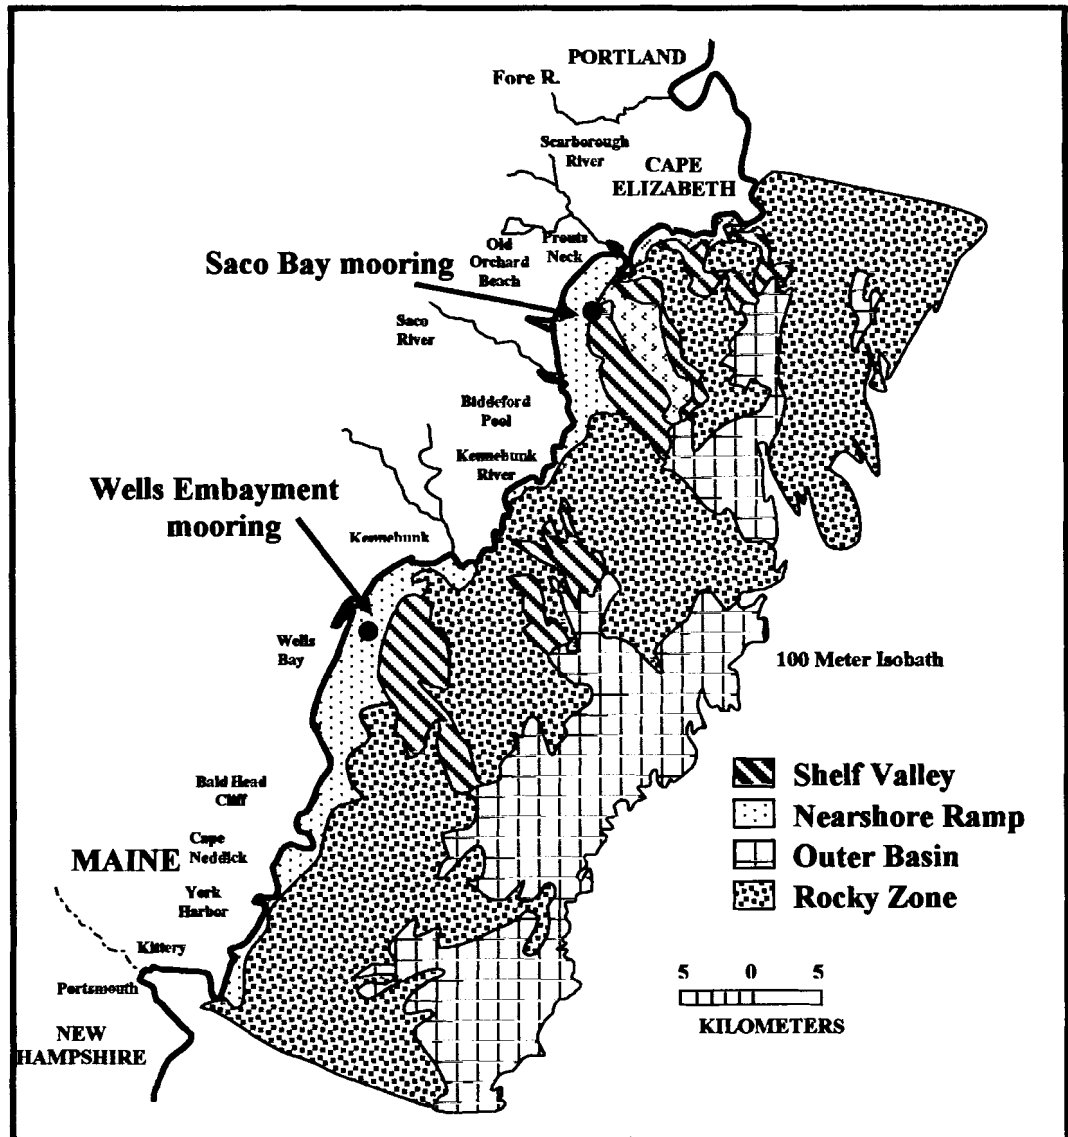 PORTLAND
Fore R.
Scarborough
River
CAPE
ELIZABETH
Prouts
Neck
Old
Orchard
Beach
Saco Bay mooring
Saco
River
Biddeford
Pool
Kennebunk
River
Wells Embayment
mooring
Kennebunk
Wells
Bay
100 Meter Isobath
Shelf Valley
Nearshore Ramp
Outer Basin
Rocky Zone
Bald Head
Cliff
Cape
Neddick
MAINE
York
Harbor
Kittery
Portsmouth
NEW
HAMPSHIRE
5 0 5
KILOMETERS